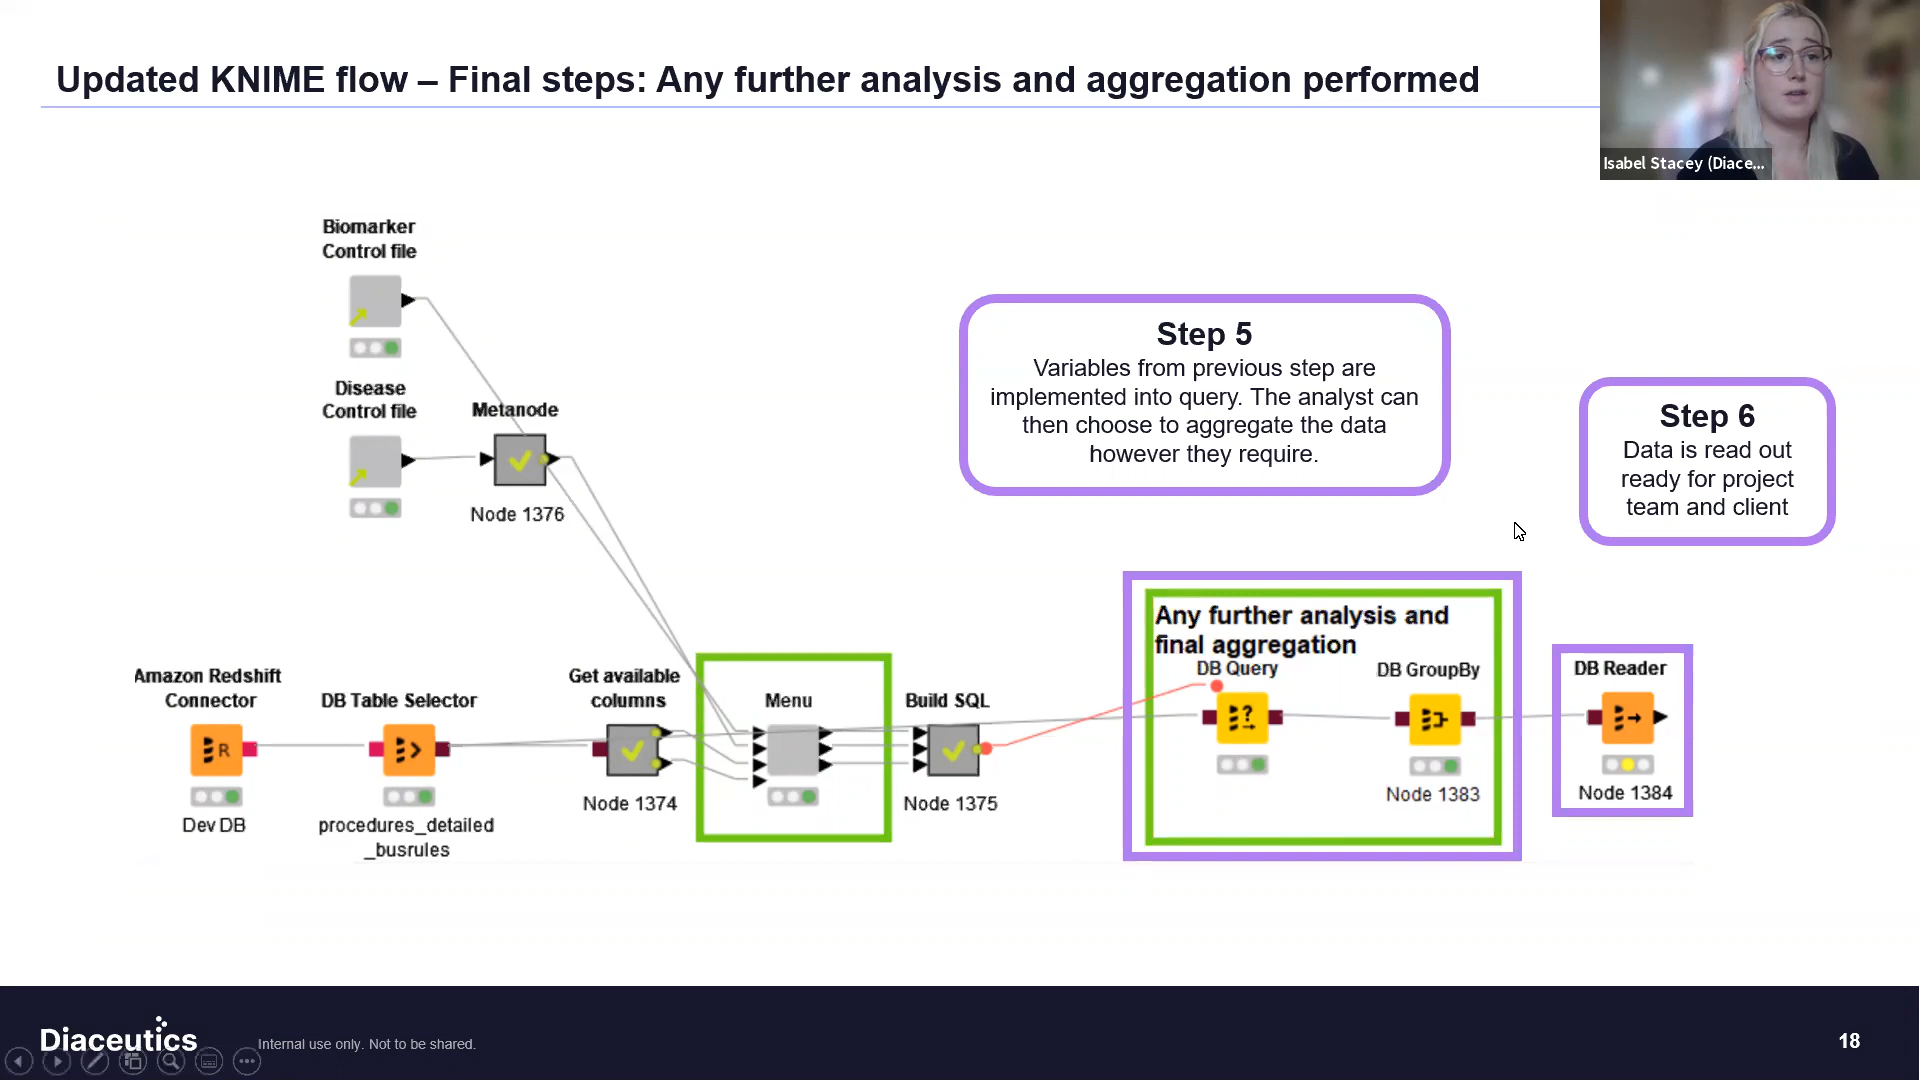 Updated KNIME flow – Final steps: Any further analysis and aggregation performed
Isabel Stacey (Diace...
Biomarker
Control file
Disease
Control file
Metanode
Node 1376
Step 5
Variables from previous step are
implemented into query. The analyst can
then choose to aggregate the data
however they require.
Step 6
Data is read out
ready for project
team and client
Amazon Redshift
Connector
R
Dev DB
DB Table Selector
procedures_detailed
_busrules
Get available
columns
Node 1374
Menu
Build SQL
Node 1375
Any further analysis and
final aggregation
DB Query
?
DB GroupBy
Node 1383
DB Reader
Node 1384
Diaceutics
Internal use only. Not to be shared.
18